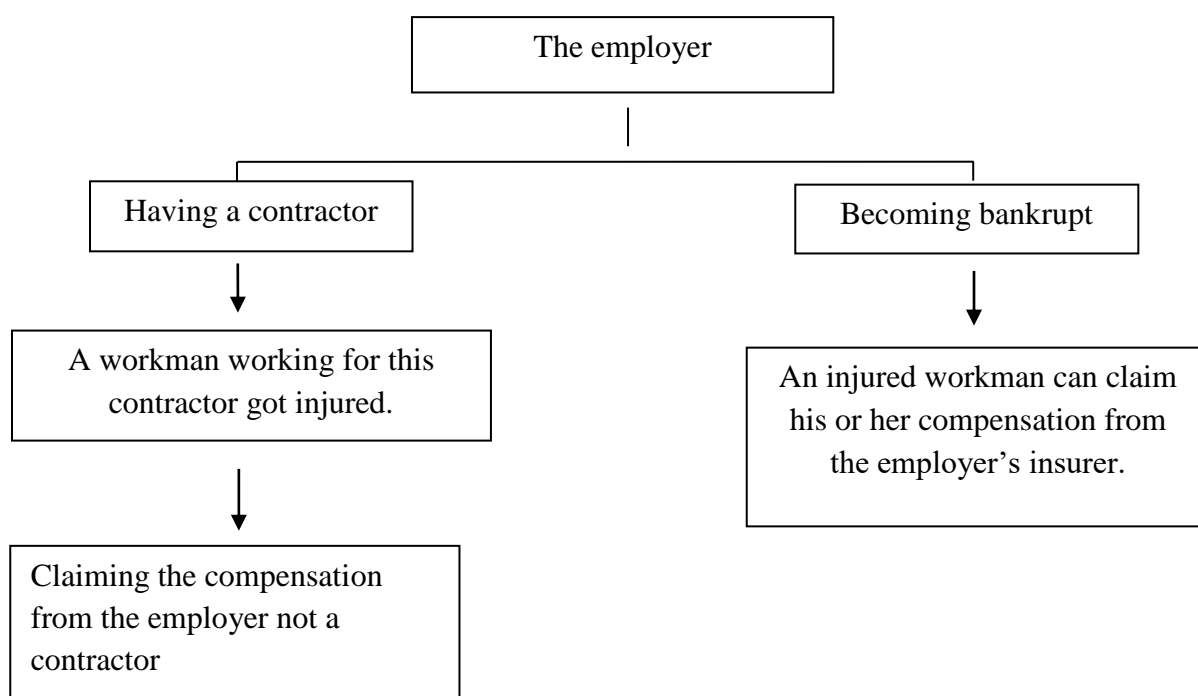 The employer
Having a contractor
Becoming bankrupt
A workman working for this
contractor got injured.
An injured workman can claim
his or her compensation from
the employer’s insurer.
Claiming the compensation
from the employer not a
contractor